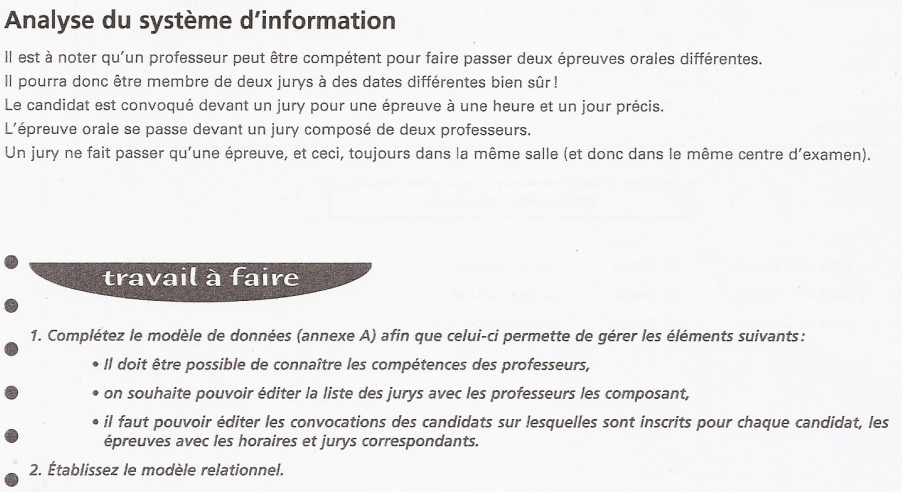 Analyse du système d'information
Il est à noter qu'un professeur peut être compétent pour faire passer deux épreuves orales différentes.
Il pourra donc être membre de deux jurys à des dates différentes bien sûr !
Le candidat est convoqué devant un jury pour une épreuve à une heure et un jour précis.
L'épreuve orale se passe devant un jury composé de deux professeurs.
Un jury ne fait passer qu'une épreuve, et ceci, toujours dans la même salle (et donc dans le même centre d'examen).
travail à faire
1. Complétez le modèle de données (annexe A) afin que celui-ci permette de gérer les éléments suivants :
• Il doit être possible de connaître les compétences des professeurs,
• on souhaite pouvoir éditer la liste des jurys avec les professeurs les composant,
• il faut pouvoir éditer les convocations des candidats sur lesquelles sont inscrits pour chaque candidat, les
épreuves avec les horaires et jurys correspondants.
2. Établissez le modèle relationnel.